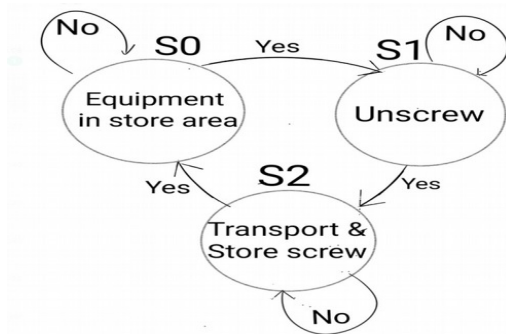 No
S0
Yes
S1
No
Equipment
in store area
Unscrew
Yes
S2
Yes
Transport &
Store screw
No